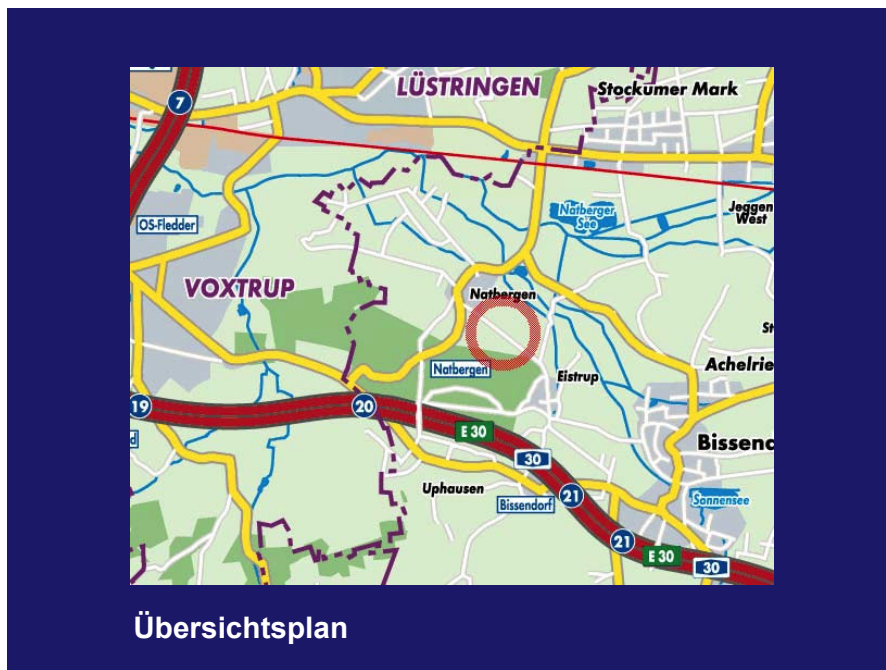 LÜSTRINGEN
Stockumer Mark
7
Jeggen
West
Natberger
See
OS-Fledder
VOXTRUP
Natbergen
St
Achelrie
Natbergen
Eistrup
19
20
E 30
Bissend
30
Uphausen
Bissendorf
21
Sonnensee
21
E 30
30
Übersichtsplan